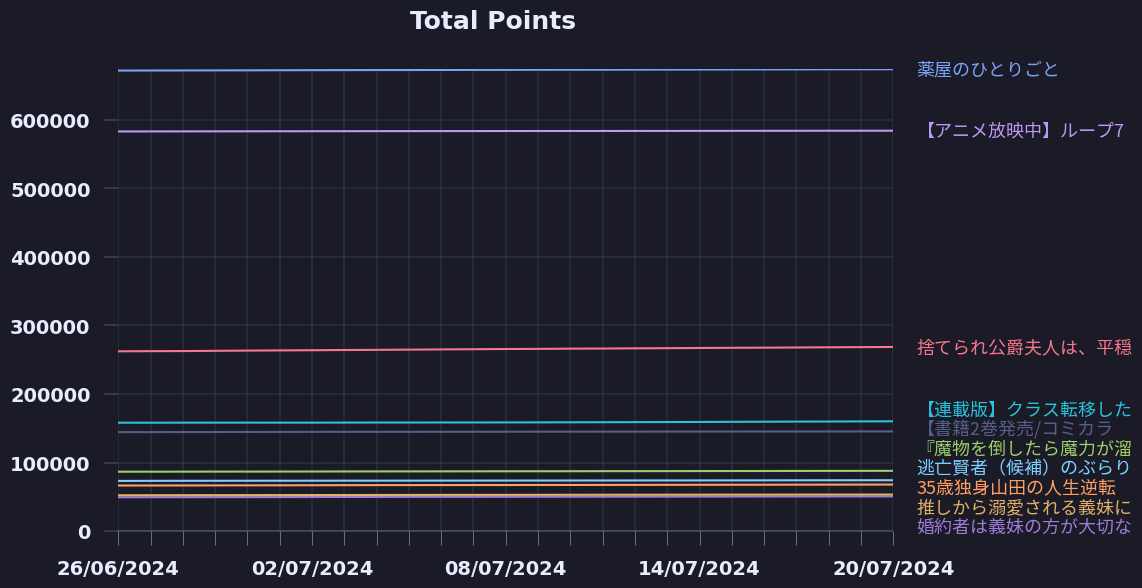 Total Points
薬屋のひとりごと
600000
【アニメ放映中】ループ7
500000
400000
300000
捨てられ公爵夫人は、平穏
200000
【連載版】クラス転移した
【書籍2巻発売/コミカラ
『魔物を倒したら魔力が溜
100000
逃亡賢者（候補）のぶらり
35歳独身山田の人生逆転
推しから溺愛される義妹に
婚約者は義妹の方が大切な
0
26/06/2024
02/07/2024
08/07/2024
14/07/2024
20/07/2024